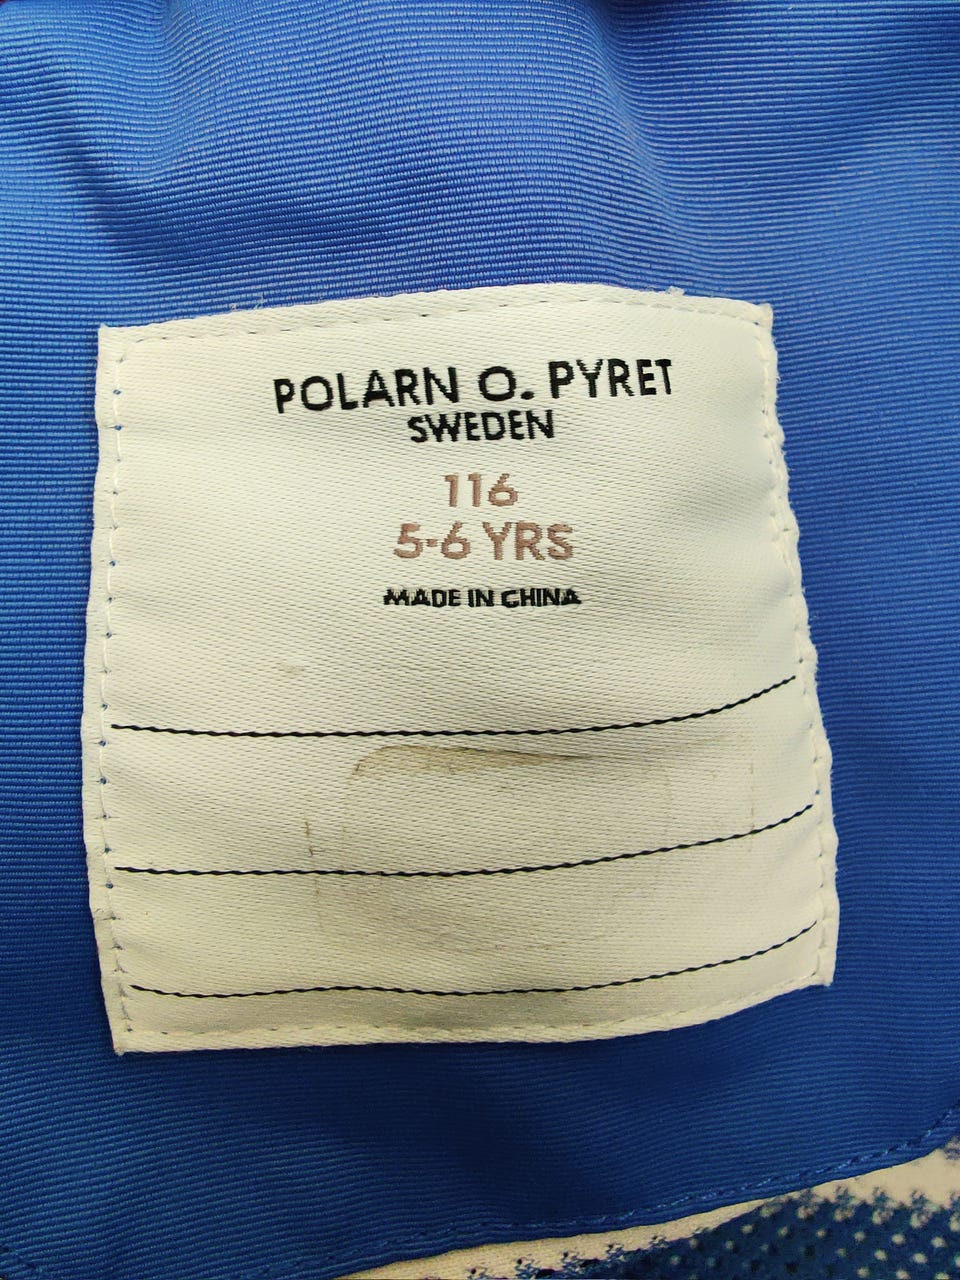 POLARN O. PYRET
SWEDEN
116
5-6 YRS
MADE IN CHINA